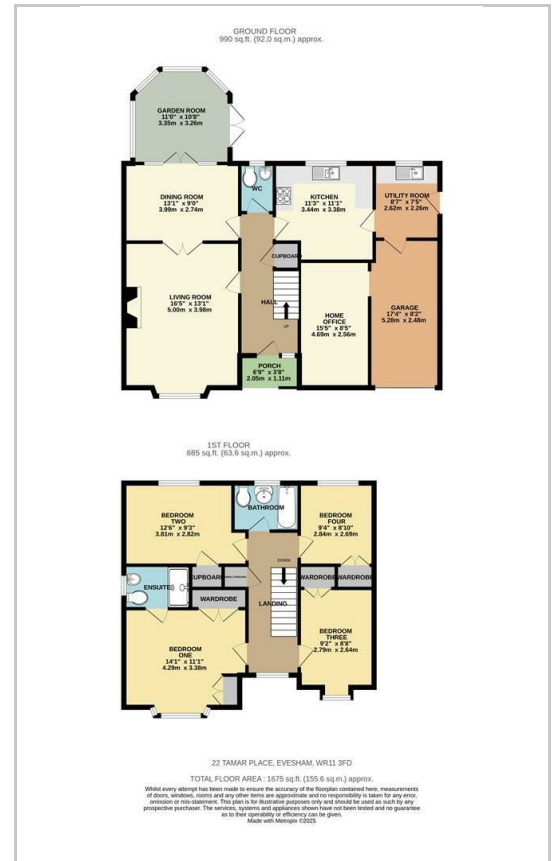 GROUND FLOOR
990 sq.ft. (92.0 sq.m.) approx.
GARDEN ROOM
11'0" x 10'8"
3.35m x 3.26m
DINING ROOM
13'1" x 9'0"
3.99m x 2.74m
WC
KITCHEN
11'3" x 11'1"
3.44m x 3.38m
UTILITY ROOM
8'7" x 7'5"
2.62m x 2.26m
CUPBOARD
LIVING ROOM
16'5" x 13'1"
5.00m x 3.98m
HALL
UP
HOME
OFFICE
15'5" x 8'5"
4.69m x 2.56m
GARAGE
17'4" x 8'2"
5.28m x 2.48m
PORCH
6'9" x 3'8"
2.05m x 1.11m
1ST FLOOR
685 sq.ft. (63.6 sq.m.) approx.
BEDROOM
TWO
12'6" x 9'3"
3.81m x 2.82m
BATHROOM
BEDROOM
FOUR
9'4" x 8'10"
2.84m x 2.69m
DOWN
ENSUITE
CUPBOARD
WARDROBE
WARDROBE
WARDROBE
LANDING
BEDROOM
ONE
14'1" x 11'1"
4.29m x 3.38m
BEDROOM
THREE
9'2" x 8'8"
2.79m x 2.64m
22 TAMAR PLACE, EVESHAM, WR11 3FD
TOTAL FLOOR AREA : 1675 sq.ft. (155.6 sq.m.) approx.
Whilst every attempt has been made to ensure the accuracy of the floorplan contained here, measurements
of doors, windows, rooms and any other items are approximate and no responsibility is taken for any error,
omission or mis-statement. This plan is for illustrative purposes only and should be used as such by any
prospective purchaser. The services, systems and appliances shown have not been tested and no guarantee
as to their operability or efficiency can be given.
Made with Metropix ©2025